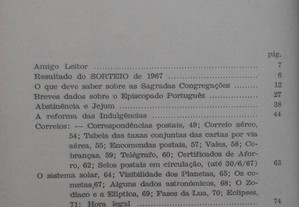 pág.
Amigo Leitor 7
Resultado do SORTEIO de 1967 6
O que deve saber sobre as Sagradas Congregações 12
Breves dados sobre o Episcopado Português 27
Abstinência e Jejum 38
A reforma das Indulgências 44
Correios: — Correspondências postais, 49; Correio aéreo,
54; Tabela das taxas conjuntas das cartas por via
aérea, 55; Encomendas postais, 57; Vales, 58; Co-
branças, 59; Telégrafo, 60; Certificados de Afor-
ro, 62; Selos postais em circulação, (até 30/6/67) 63
O sistema solar, 64; Visibilidade dos Planetas, 65; Os co-
metas, 67; Alguns dados astronómicos, 68; O Zo-
díaco e a Elíptica, 69; Fases da Lua, 70; Eclipses,
71; Hora legal 74